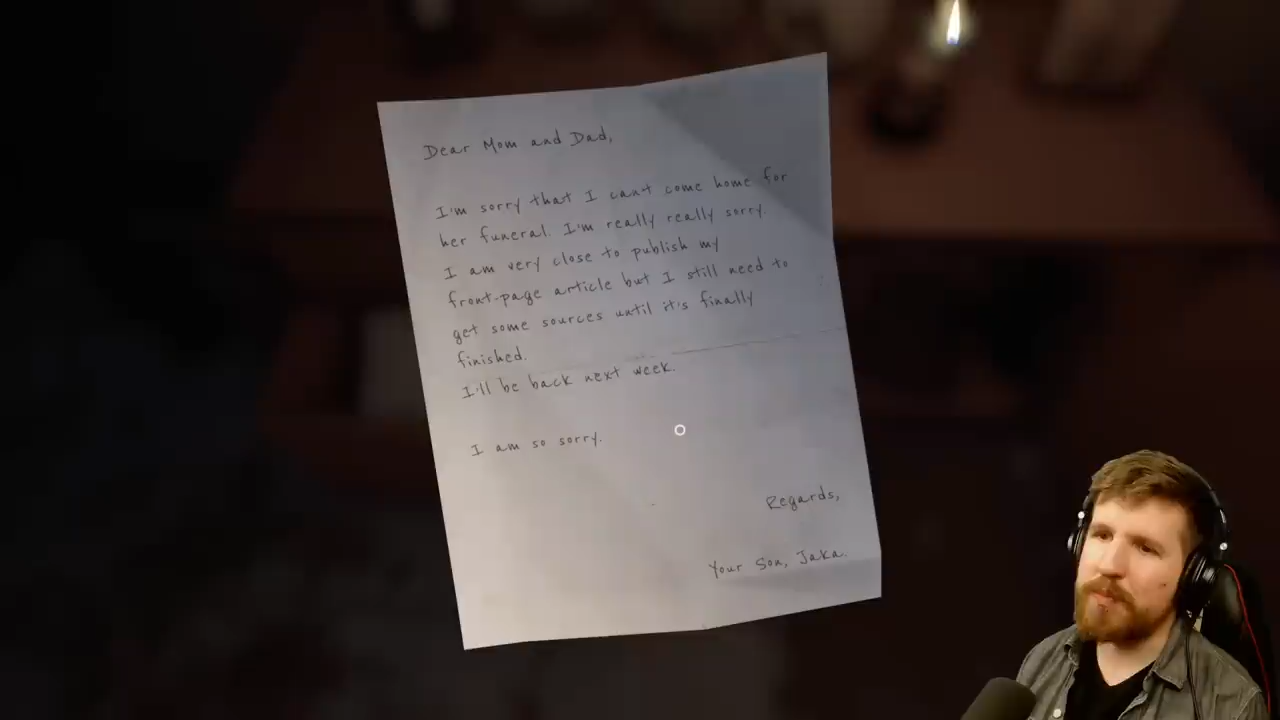 Dear Mom and Dad,
I'm sorry that I can't come home for
her funeral. I'm really really sorry.
I am very close to publish my
front-page article but I still need to
get some sources until it's finally
finished.
I'll be back next week.
I am so sorry.
Regards,
Your Son, Jaka.